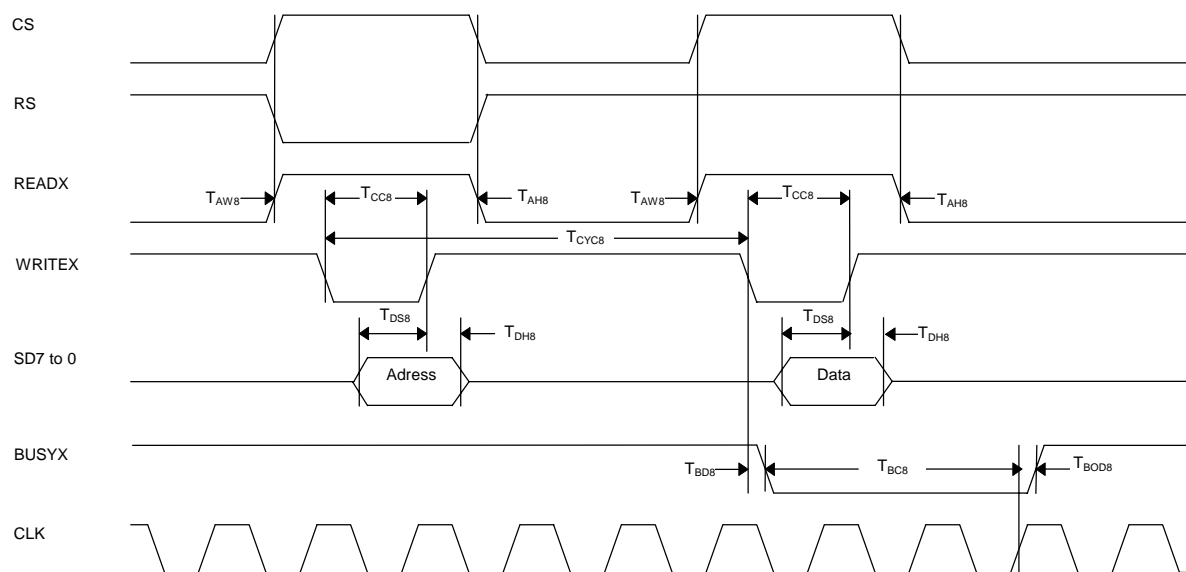 CS
RS
READX
TAW8
TCC8
TAH8
TAW8
TCC8
TAH8
TCYC8
WRITEX
TDS8
TDH8
TDS8
TDH8
SD7 to 0
Adress
Data
BUSYX
TBD8
TBC8
TBOD8
CLK